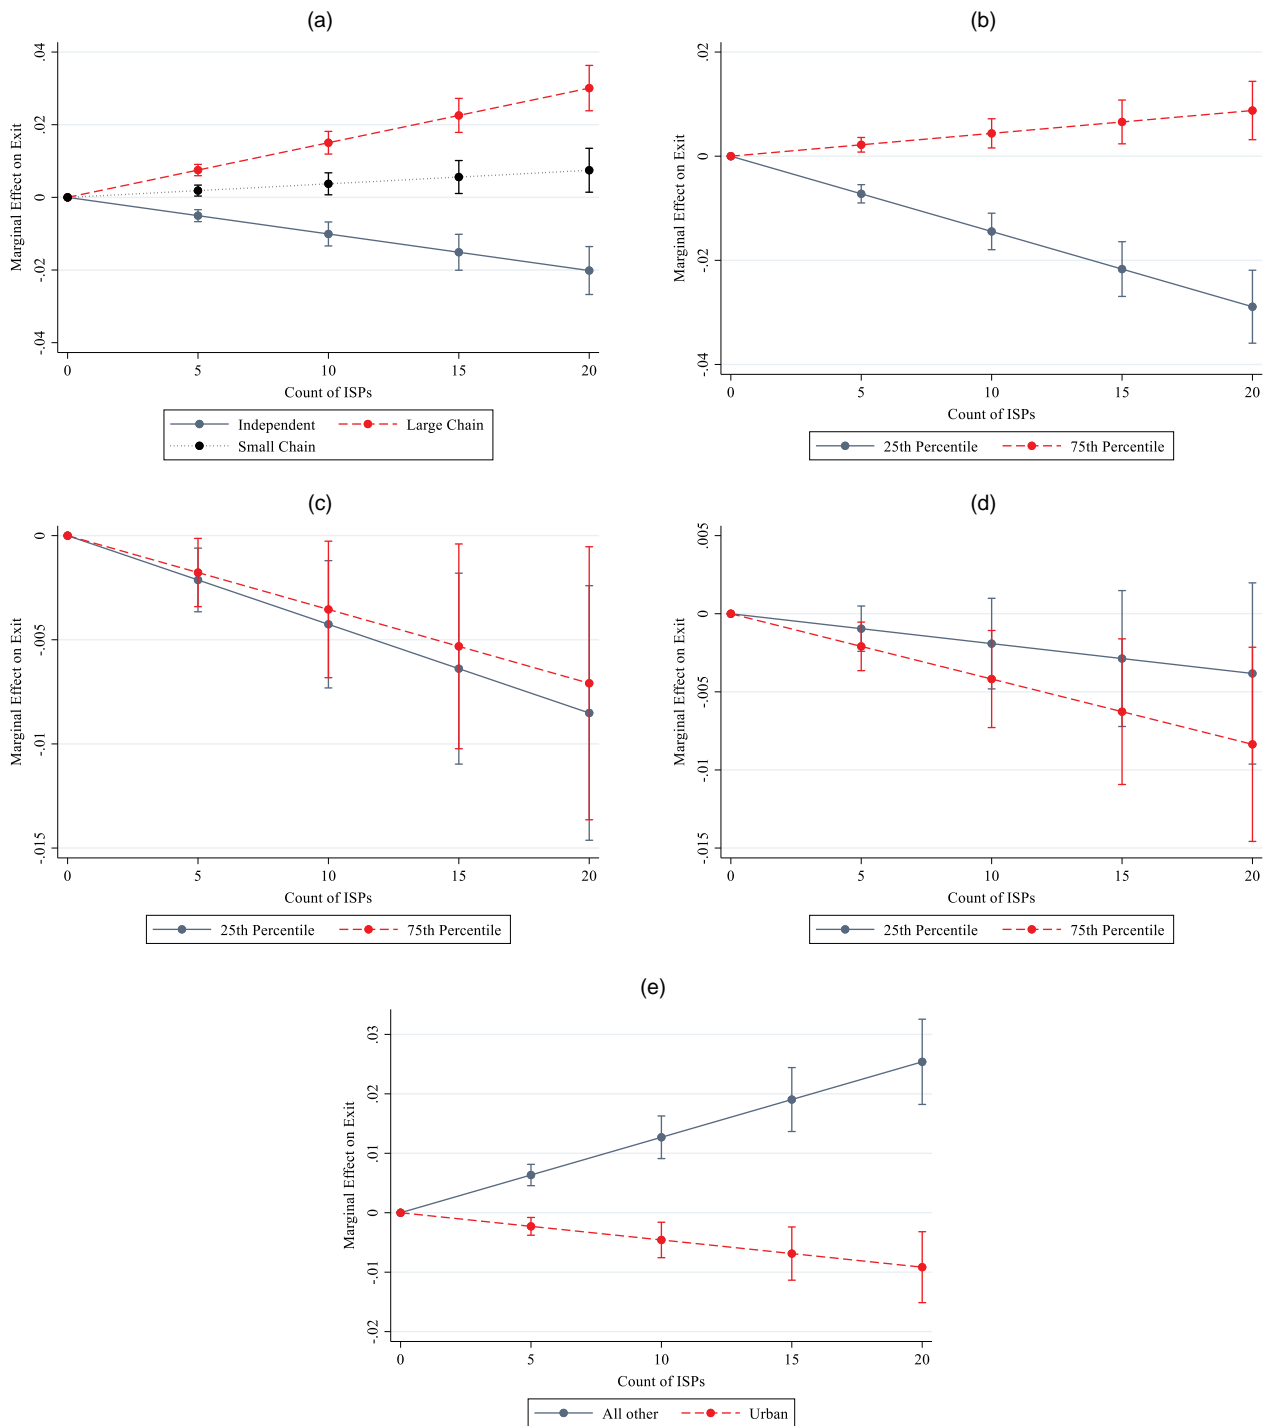 (a)
Marginal Effect on Exit
.04
.02
0
-.02
-.04
0 5 10 15 20
Count of ISPs
Independent Large Chain
Small Chain
(b)
Marginal Effect on Exit
.02
0
-.02
-.04
0 5 10 15 20
Count of ISPs
25th Percentile 75th Percentile
(c)
Marginal Effect on Exit
0
-.005
-.01
-.015
0 5 10 15 20
Count of ISPs
25th Percentile 75th Percentile
(d)
Marginal Effect on Exit
.005
0
-.005
-.01
-.015
0 5 10 15 20
Count of ISPs
25th Percentile 75th Percentile
(e)
Marginal Effect on Exit
.03
.02
.01
0
-.01
-.02
0 5 10 15 20
Count of ISPs
All other Urban